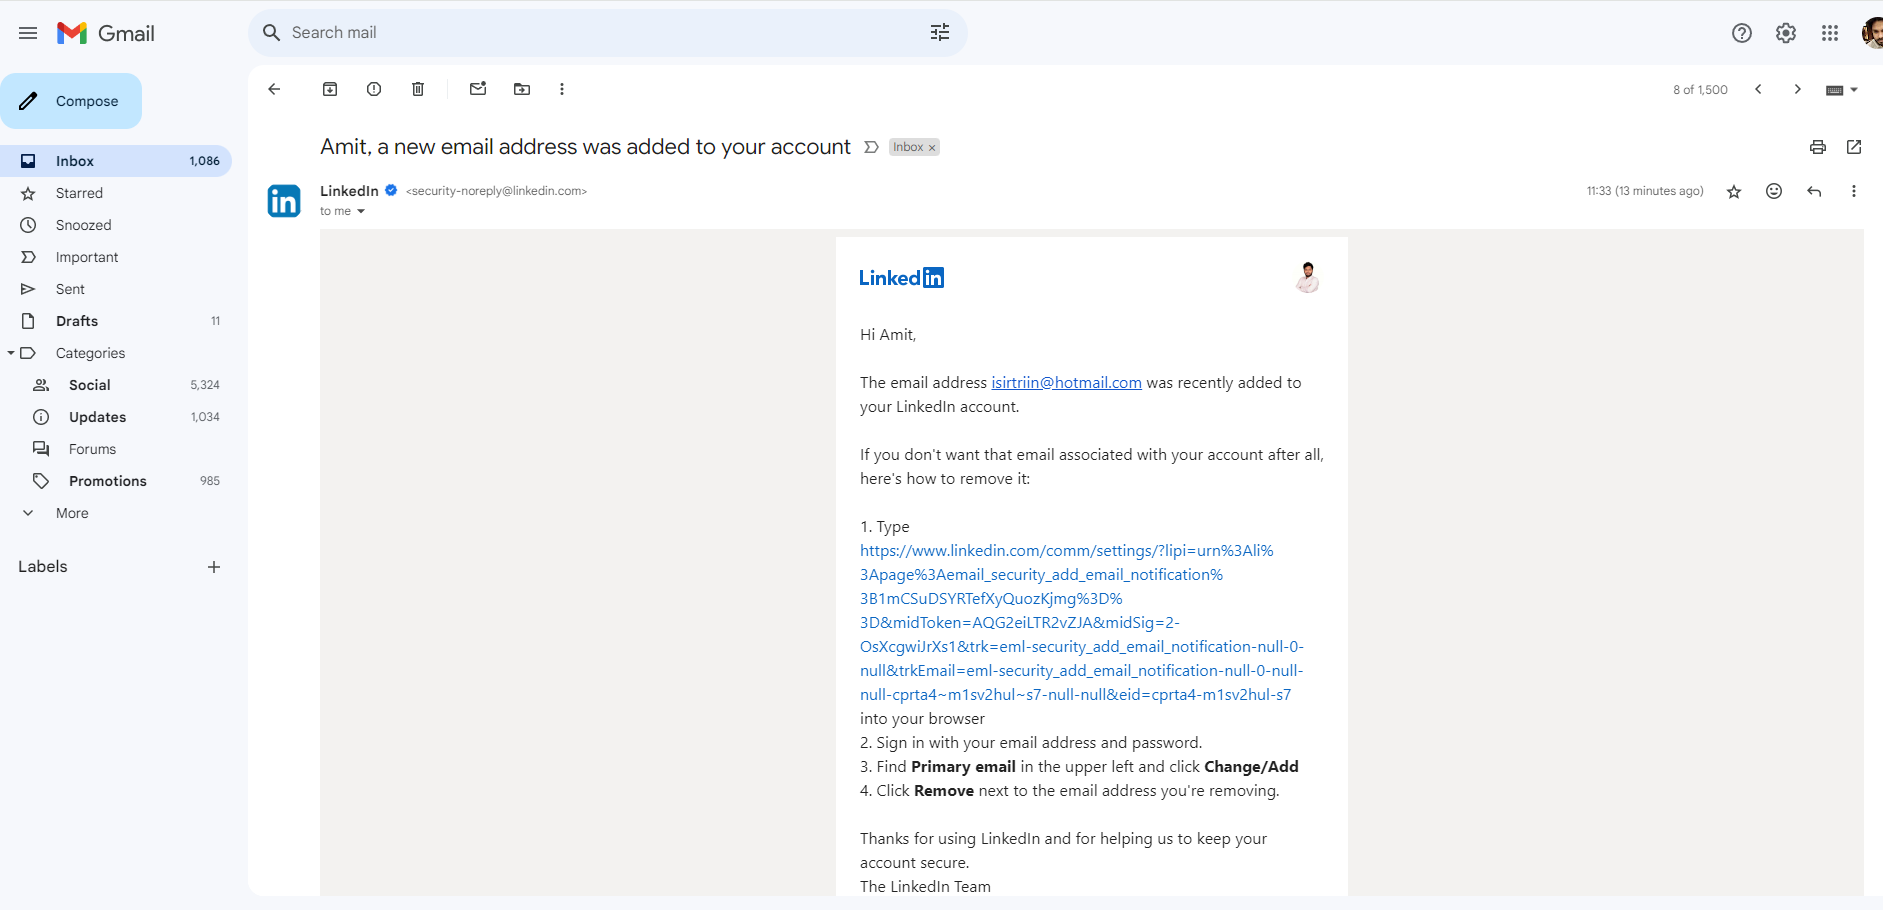 Gmail
Search mail
Compose
8 of 1,500
Inbox 1,086
Starred
Snoozed
Important
Sent
Drafts 11
Categories
Social 5,324
Updates 1,034
Forums
Promotions 985
More
Labels
Amit, a new email address was added to your account
Inbox ×
LinkedIn <security-noreply@linkedin.com>
11:33 (13 minutes ago)
to me
in
Linkedin
Hi Amit,
The email address isirtriin@hotmail.com was recently added to
your LinkedIn account.
If you don't want that email associated with your account after all,
here's how to remove it:
1. Type
https://www.linkedin.com/comm/settings/?lipi=urn%3Ali%
3Apage%3Aemail_security_add_email_notification%
3B1mCSuDSYRTefXyQuozKjmg%3D%
3D&midToken=AQG2eiLTR2vZJA&midSig=2-
OsXcgwiJrXs1&trk=eml-security_add_email_notification-null-0-
null&trkEmail=eml-security_add_email_notification-null-0-null-
null-cprta4~m1sv2hul~s7-null-null&eid=cprta4-m1sv2hul-s7
into your browser
2. Sign in with your email address and password.
3. Find Primary email in the upper left and click Change/Add
4. Click Remove next to the email address you're removing.
Thanks for using LinkedIn and for helping us to keep your
account secure.
The LinkedIn Team